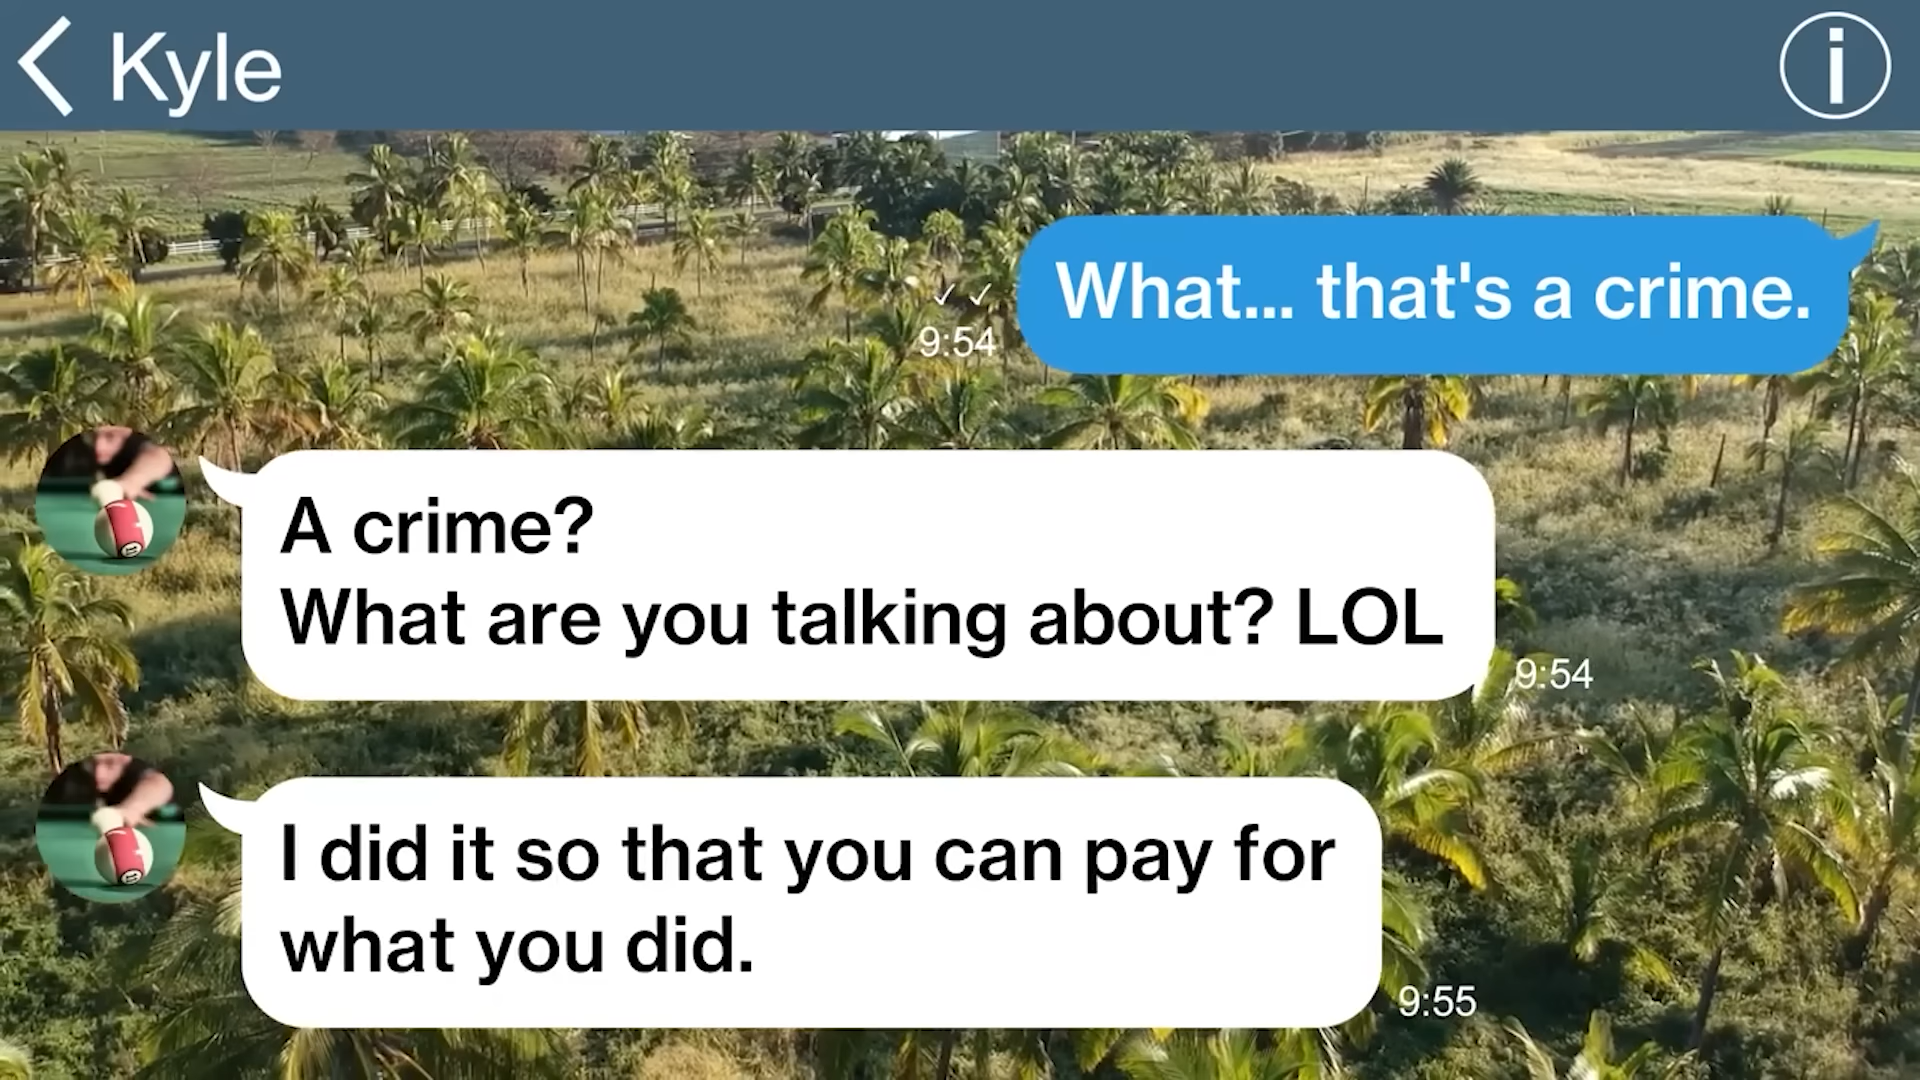 Kyle
What... that's a crime.
9:54
A crime?
What are you talking about? LOL
9:54
I did it so that you can pay for
what you did.
9:55